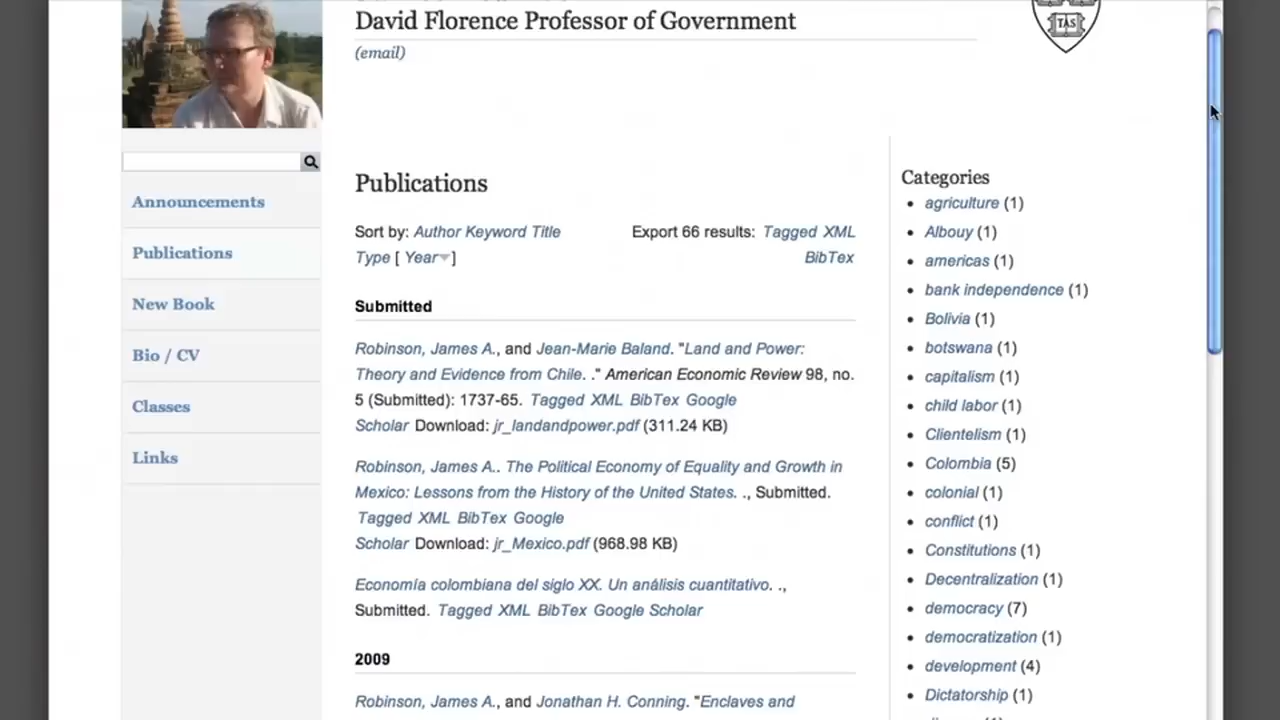 David Florence Professor of Government
(email)
TAS
Announcements
Publications
New Book
Bio / CV
Classes
Links
Publications
Sort by: Author Keyword Title
Type [ Year ]
Export 66 results: Tagged XML
BibTex
Submitted
Robinson, James A., and Jean-Marie Baland. "Land and Power:
Theory and Evidence from Chile. ." American Economic Review 98, no.
5 (Submitted): 1737-65. Tagged XML BibTex Google
Scholar Download: jr_landandpower.pdf (311.24 KB)
Robinson, James A.. The Political Economy of Equality and Growth in
Mexico: Lessons from the History of the United States. ., Submitted.
Tagged XML BibTex Google
Scholar Download: jr_Mexico.pdf (968.98 KB)
Economía colombiana del siglo XX. Un análisis cuantitativo. .,
Submitted. Tagged XML BibTex Google Scholar
2009
Robinson, James A., and Jonathan H. Conning. "Enclaves and
Categories
agriculture (1)
Albouy (1)
americas (1)
bank independence (1)
Bolivia (1)
botswana (1)
capitalism (1)
child labor (1)
Clientelism (1)
Colombia (5)
colonial (1)
conflict (1)
Constitutions (1)
Decentralization (1)
democracy (7)
democratization (1)
development (4)
Dictatorship (1)